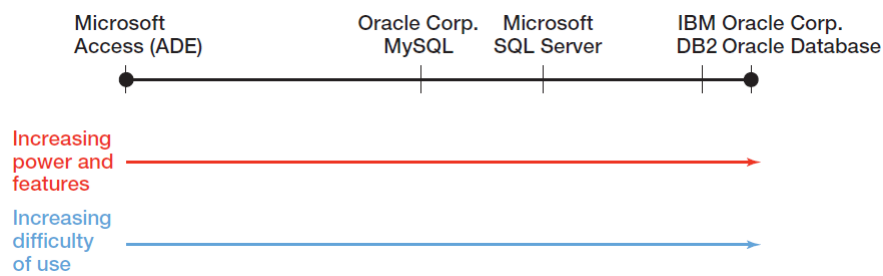 Microsoft
Access (ADE)
Oracle Corp.
MySQL
Microsoft
SQL Server
IBM
DB2
Oracle Corp.
Oracle Database
Increasing
power and
features
Increasing
difficulty
of use